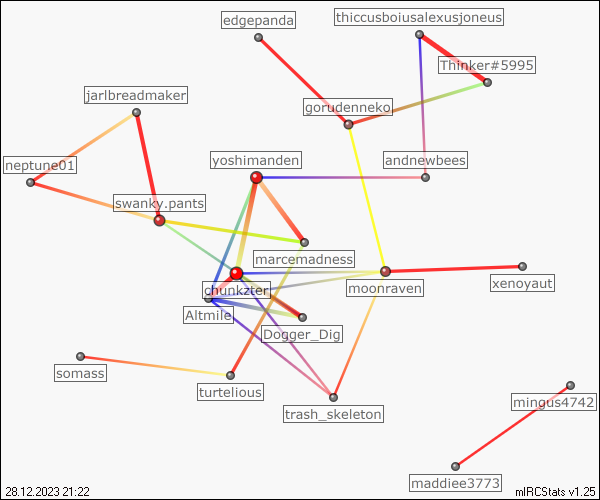 edgepanda
thiccusboiusalexusjoneus
Thinker#5995
jarlbreadmaker
gorudenneko
neptune01
yoshimanden
andnewbees
swanky.pants
marcemadness
chunkzter
moonraven
xenoyaut
Altmile
Dogger_Dig
somass
turtelious
trash_skeleton
mingus4742
maddiee3773
28.12.2023 21:22
mIRCStats v1.25